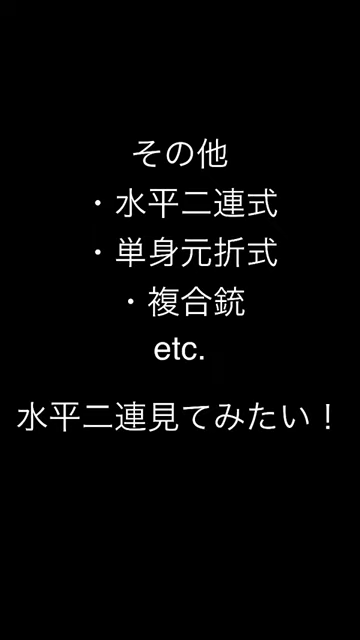 その他
・水平二連式
・単身元折式
・複合銃
etc.
水平二連見てみたい！